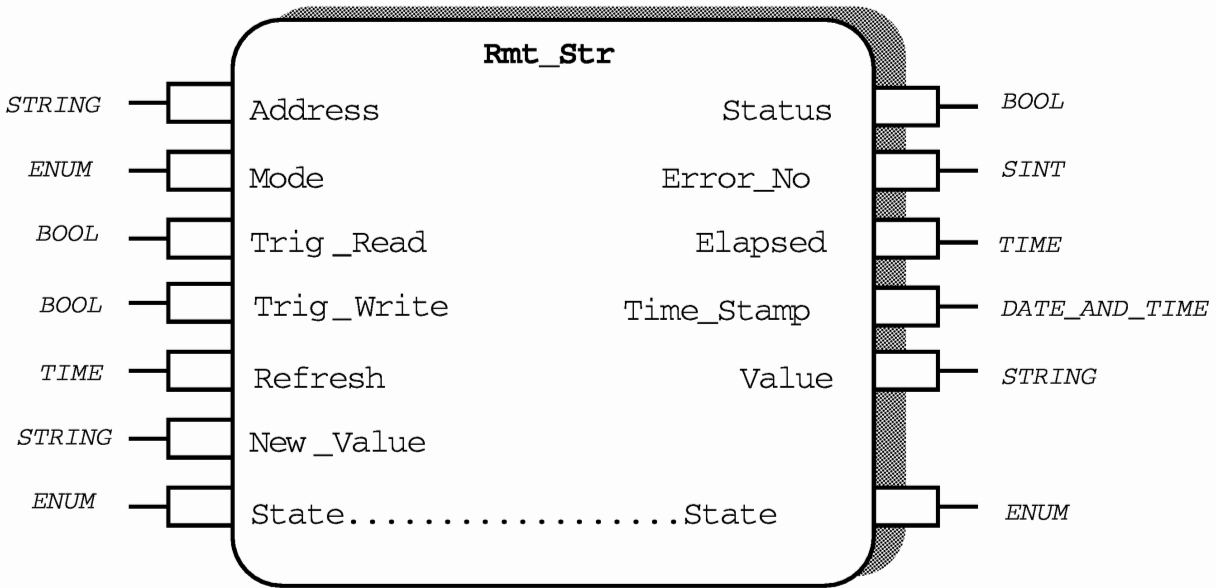 Rmt_Str
STRING Address Status BOOL
ENUM Mode Error_No SINT
BOOL Trig_Read Elapsed TIME
BOOL Trig_Write Time_Stamp DATE_AND_TIME
TIME Refresh Value STRING
STRING New_Value
ENUM State..................State ENUM